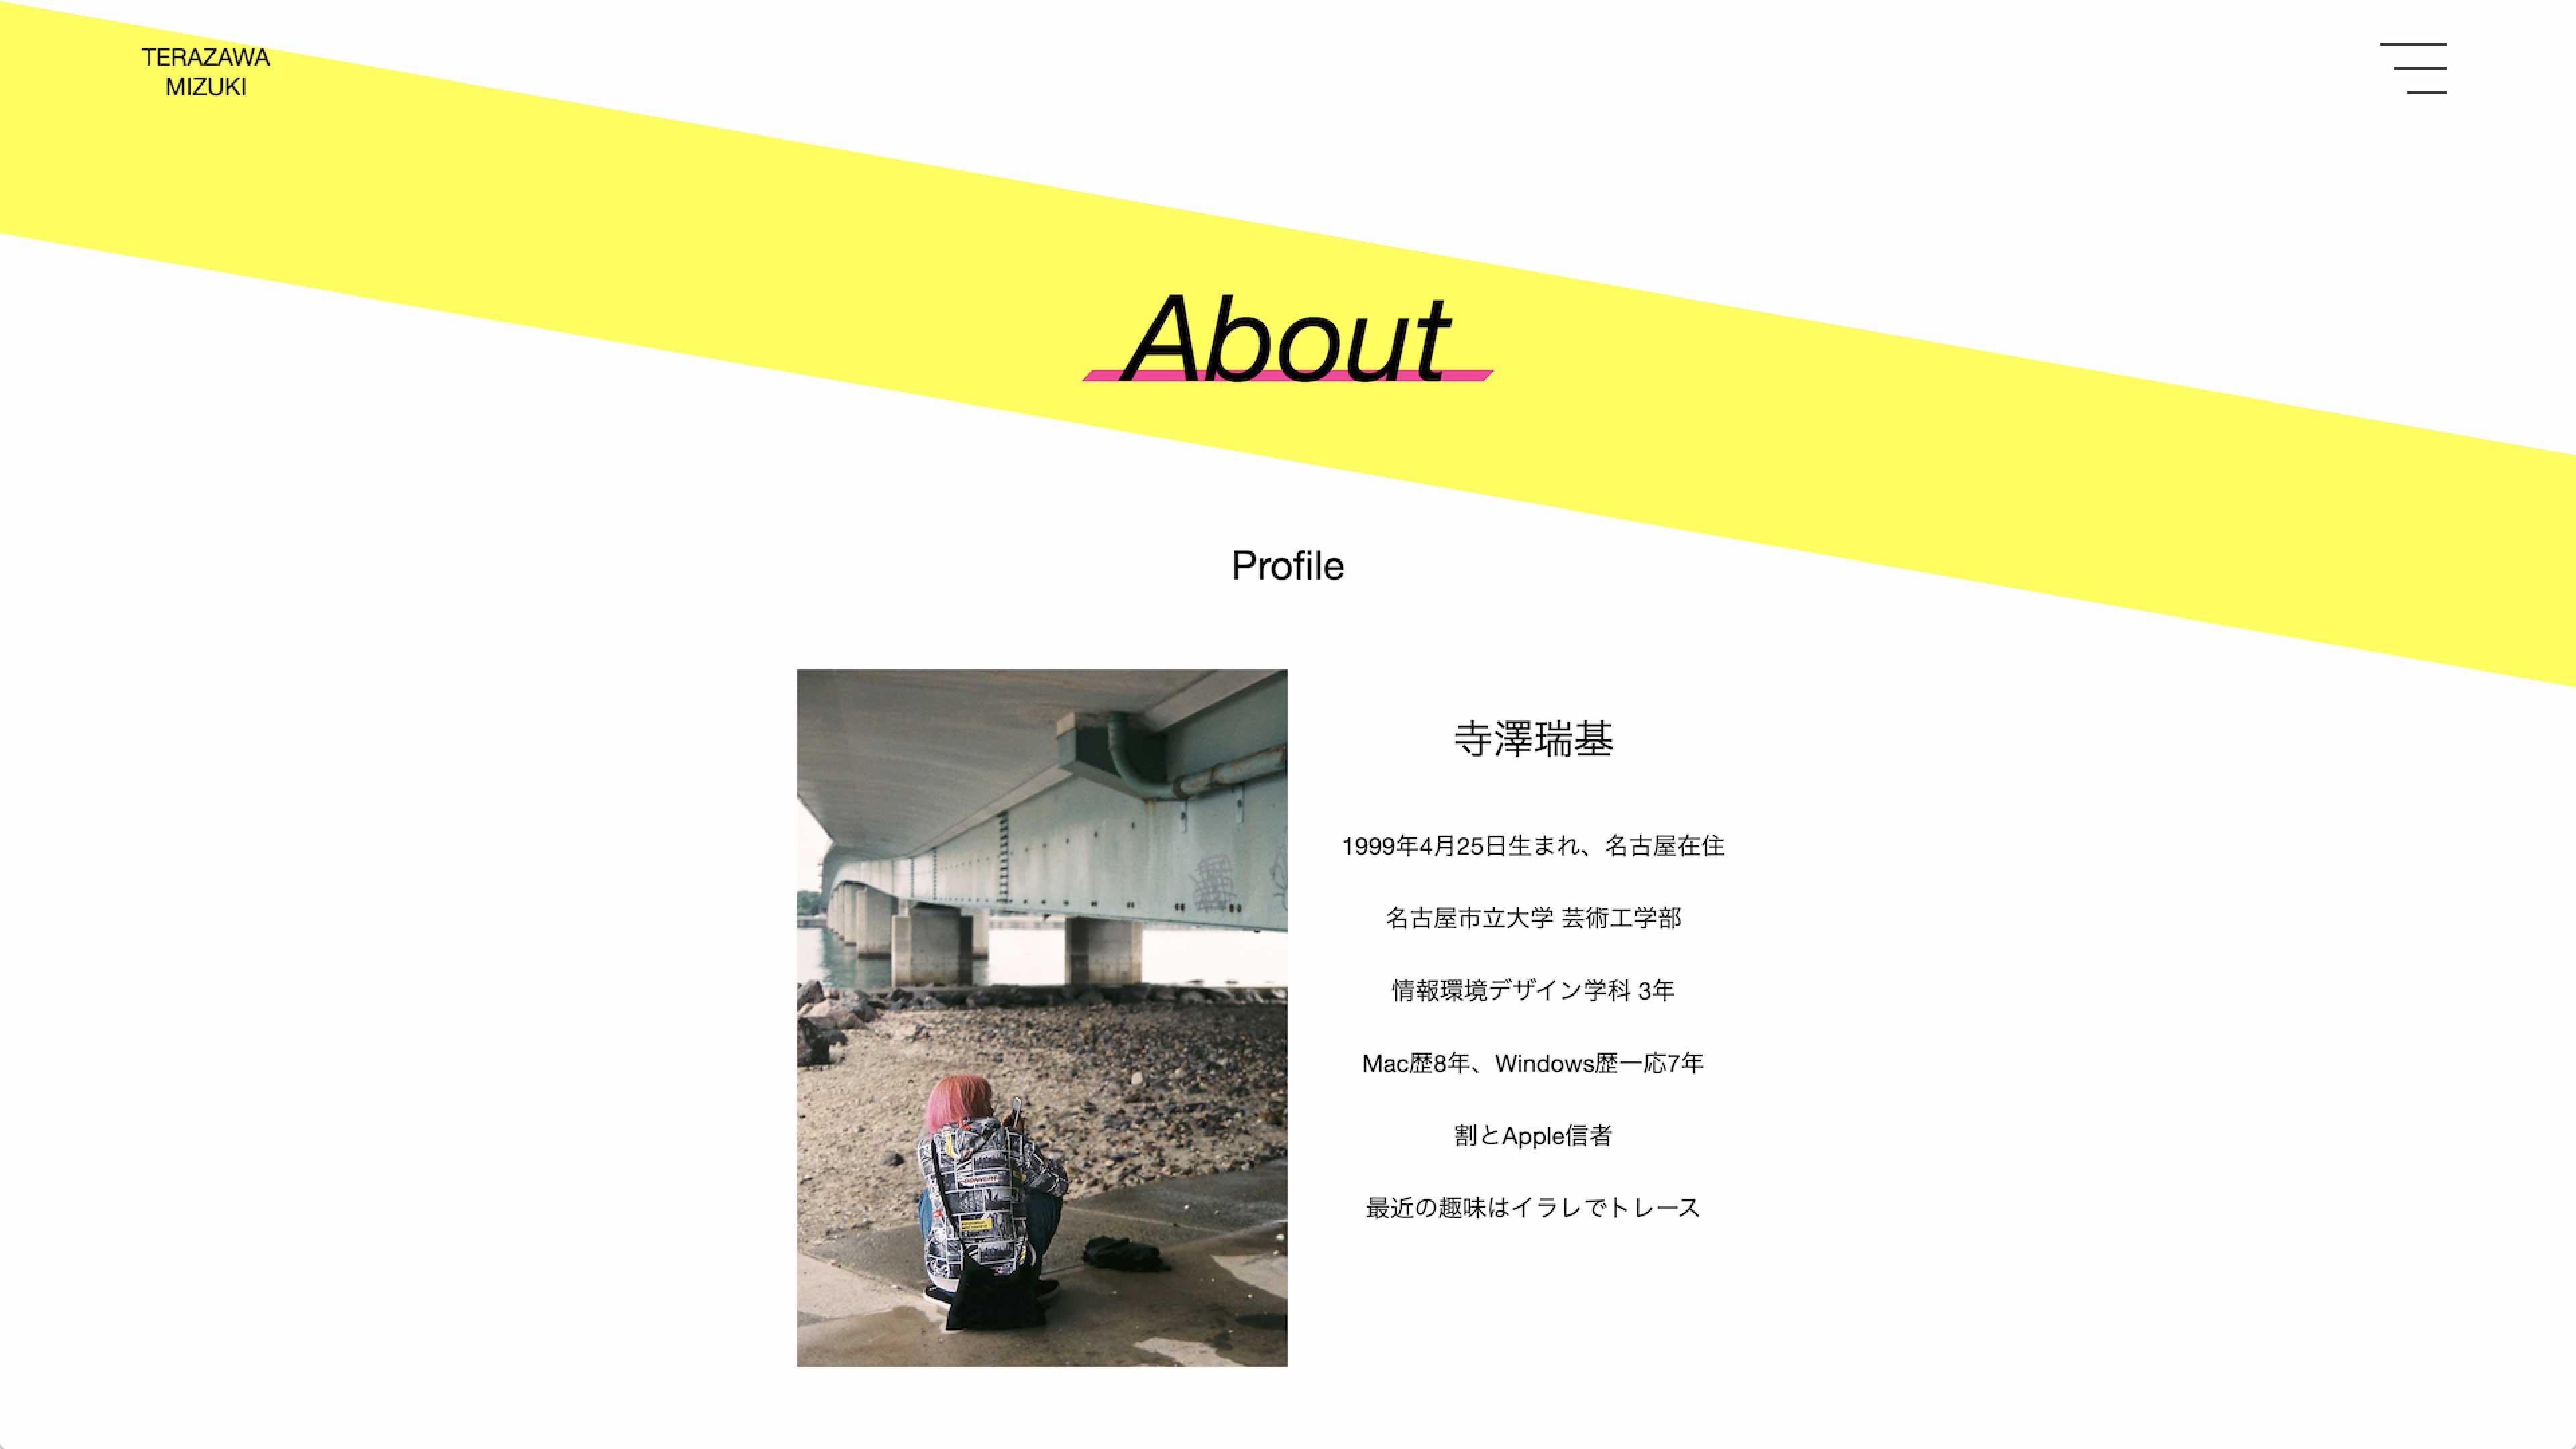 TERAZAWA
MIZUKI
About
Profile
寺澤瑞基
1999年4月25日生まれ、名古屋在住
名古屋市立大学 芸術工学部
情報環境デザイン学科 3年
Mac歴8年、Windows歴一応7年
割とApple信者
最近の趣味はイラレでトレース